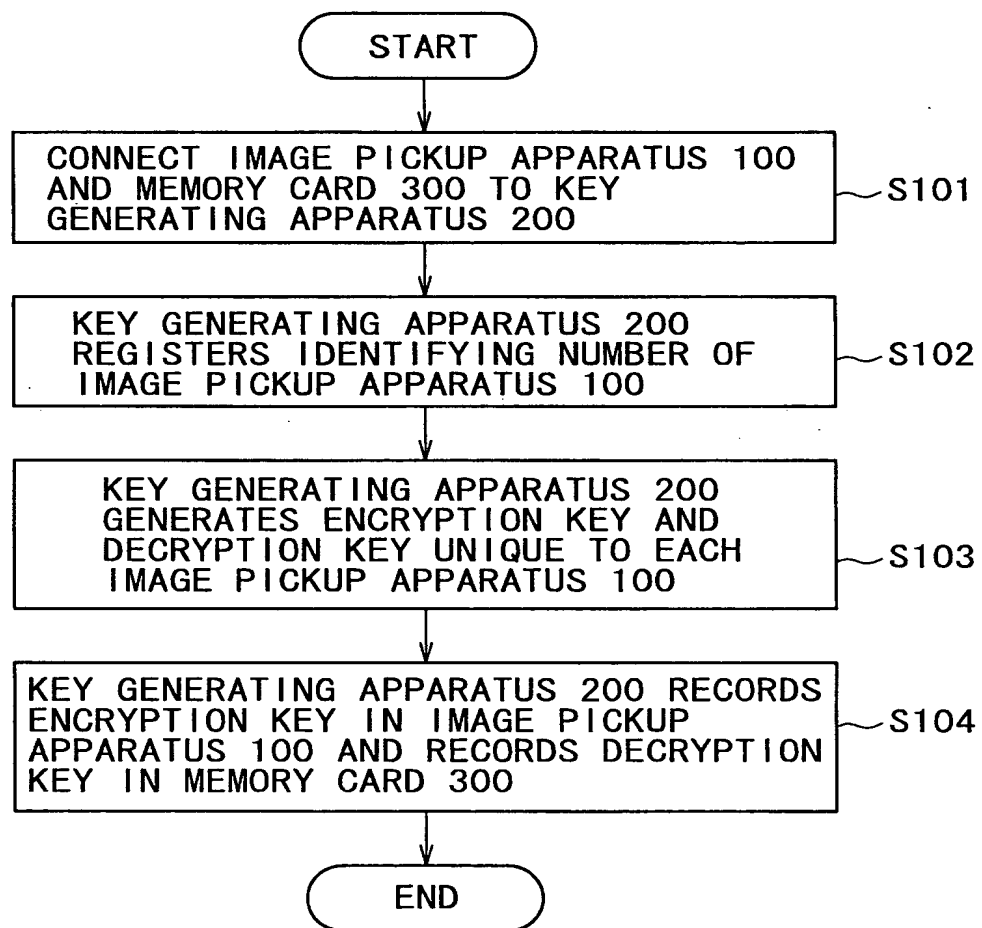 START
CONNECT IMAGE PICKUP APPARATUS 100
AND MEMORY CARD 300 TO KEY
GENERATING APPARATUS 200
S101
KEY GENERATING APPARATUS 200
REGISTERS IDENTIFYING NUMBER OF
IMAGE PICKUP APPARATUS 100
S102
KEY GENERATING APPARATUS 200
GENERATES ENCRYPTION KEY AND
DECRYPTION KEY UNIQUE TO EACH
IMAGE PICKUP APPARATUS 100
S103
KEY GENERATING APPARATUS 200 RECORDS
ENCRYPTION KEY IN IMAGE PICKUP
APPARATUS 100 AND RECORDS DECRYPTION
KEY IN MEMORY CARD 300
S104
END